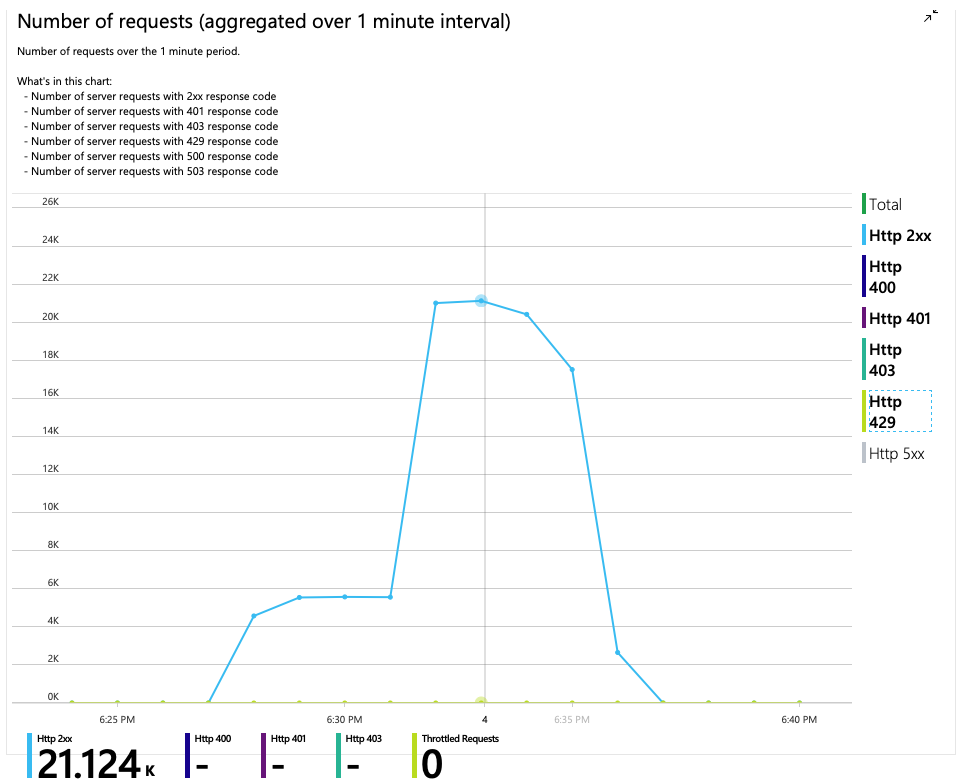 Number of requests (aggregated over 1 minute interval)
Number of requests over the 1 minute period.
What's in this chart:
- Number of server requests with 2xx response code
- Number of server requests with 401 response code
- Number of server requests with 403 response code
- Number of server requests with 429 response code
- Number of server requests with 500 response code
- Number of server requests with 503 response code
26K
24K
22K
20K
18K
16K
14K
12K
10K
8K
6K
4K
2K
0K
6:25 PM
6:30 PM
4
6:35 PM
6:40 PM
Total
Http 2xx
Http
400
Http 401
Http
403
Http
429
Http 5xx
Http 2xx
21.124 K
Http 400
-
Http 401
-
Http 403
-
Throttled Requests
0